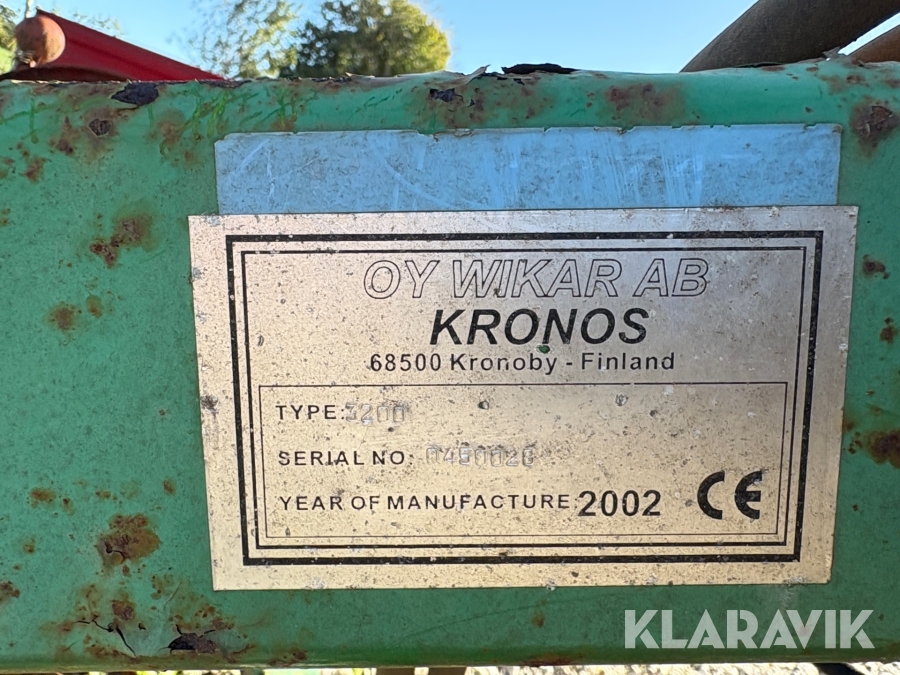 OY WIKAR AB
KRONOS
68500 Kronoby - Finland
TYPE: 3200
SERIAL NO:
YEAR OF MANUFACTURE: 2002 CE
KLARAVIK